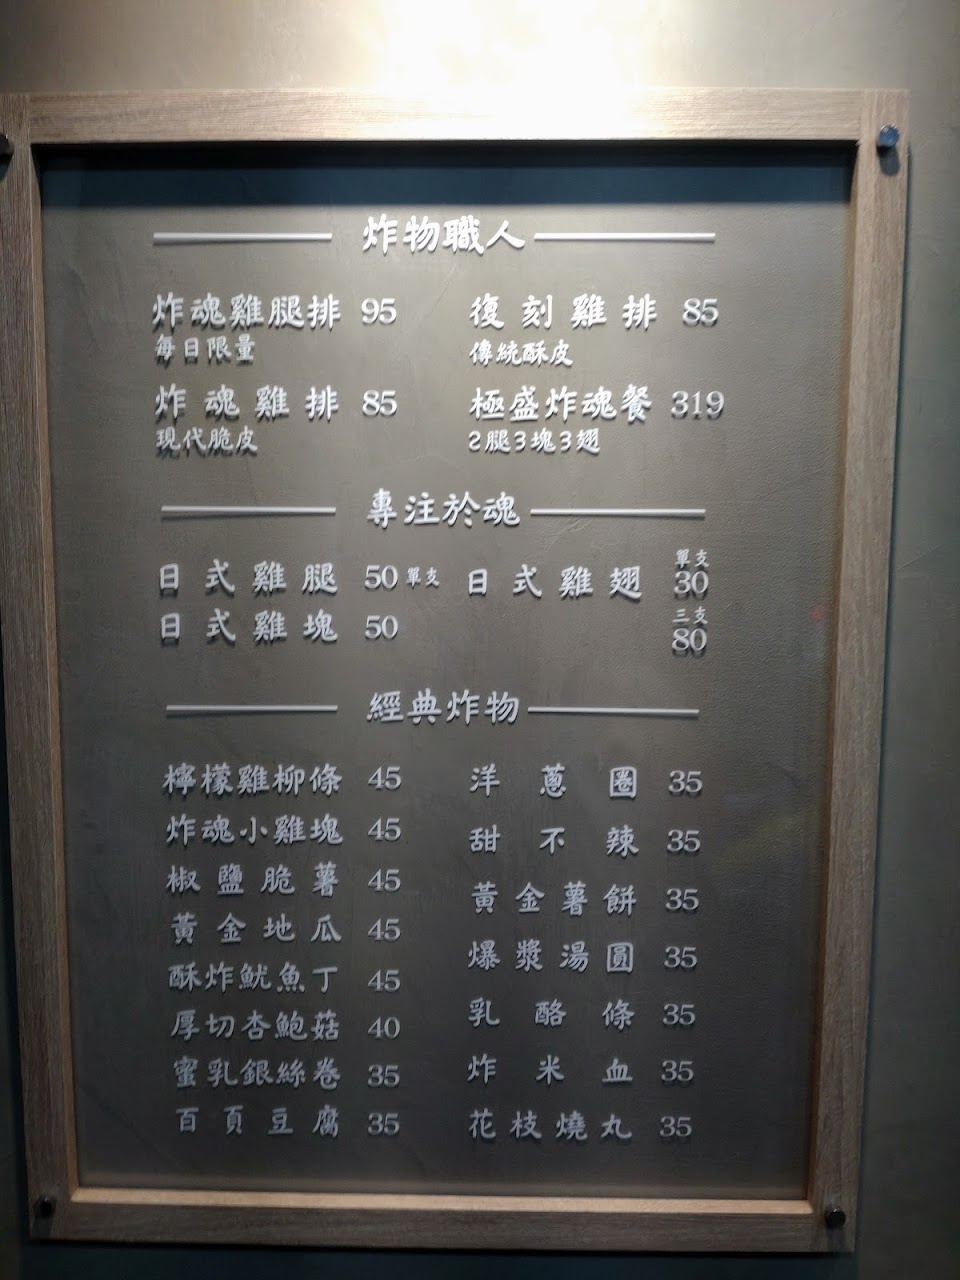 炸物職人
炸魂雞腿排 95
每日限量
復刻雞排 85
傳統酥皮
炸魂雞排 85
現代脆皮
極盛炸魂餐 319
2腿3塊3翅
專注於魂
日式雞腿 50 單支
日式雞塊 50
日式雞翅 單支 30
三支 80
經典炸物
檸檬雞柳條 45
炸魂小雞塊 45
椒鹽脆薯 45
黃金地瓜 45
酥炸魷魚丁 45
厚切杏鮑菇 40
蜜乳銀絲卷 35
百頁豆腐 35
洋蔥圈 35
甜不辣 35
黃金薯餅 35
爆漿湯圓 35
乳酪條 35
炸米血 35
花枝燒丸 35